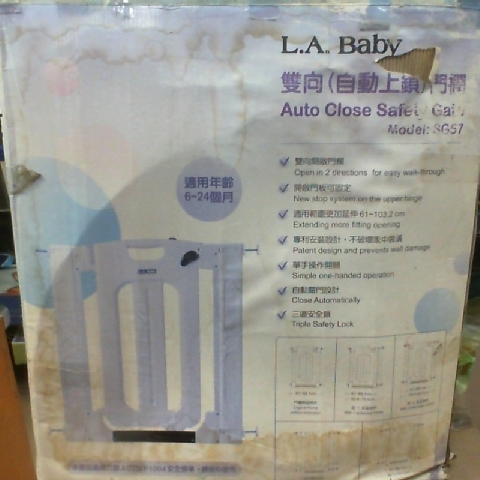 L.A. Baby
雙向(自動上鎖)門欄
Auto Close Safety Gate
Model: SG57
適用年齡
6~24個月
雙向開啟門欄
Open in 2 directions for easy walk-through
開啟門板可固定
New stop system on the upper hinge
適用範圍更加延伸 61~103.2 cm
Extending more fitting opening
專利安裝設計，不破壞家中裝潢
Patent design and prevents wall damage
單手操作開關
Simple one-handed operation
自動關門設計
Close Automatically
三道安全鎖
Triple Safety Lock